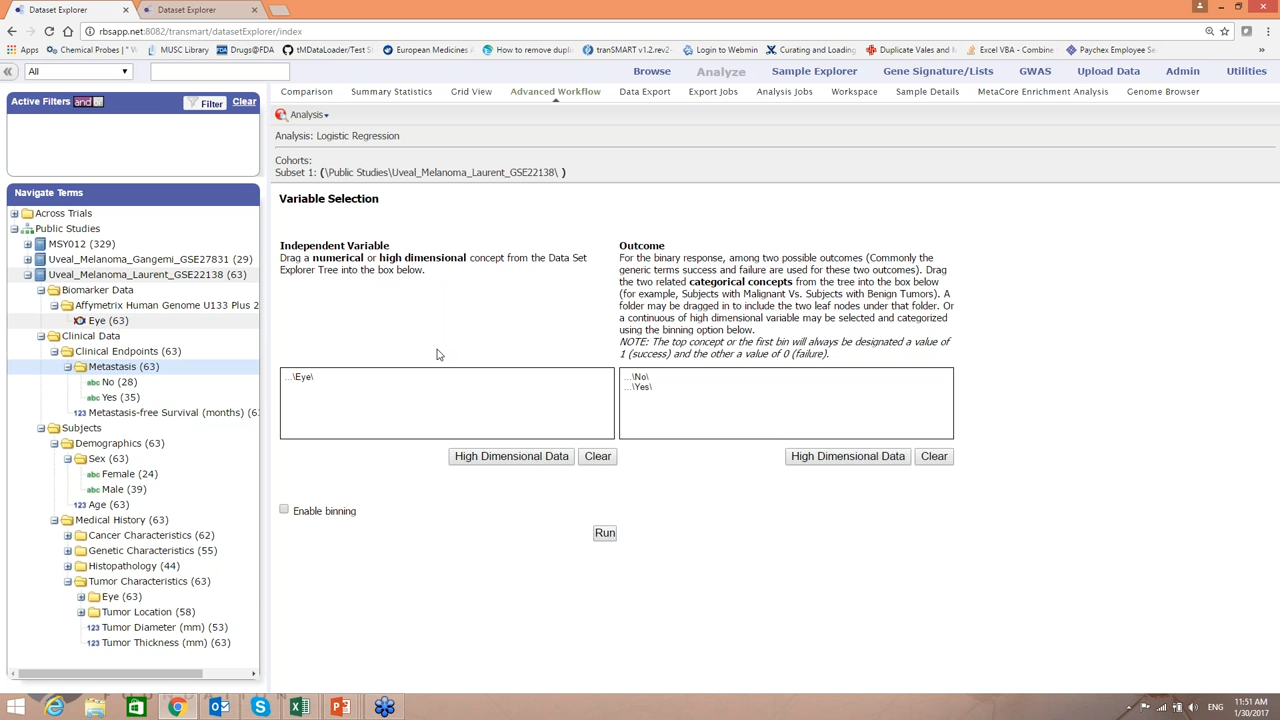 Dataset Explorer
Dataset Explorer
rbsapp.net:8082/transmart/datasetExplorer/index
Apps
Chemical Probes | "
MUSC Library
Drugs@FDA
tMDataLoader/Test St
European Medicines
How to remove duplic
tranSMART v1.2.rev2-
Login to Webmin
Curating and Loading
Duplicate Vales and M
Excel VBA - Combine
Paychex Employee Se
All
Browse
Analyze
Sample Explorer
Gene Signature/Lists
GWAS
Upload Data
Admin
Utilities
Active Filters and or
Filter
Clear
Comparison
Summary Statistics
Grid View
Advanced Workflow
Data Export
Export Jobs
Analysis Jobs
Workspace
Sample Details
MetaCore Enrichment Analysis
Genome Browser
Analysis
Analysis: Logistic Regression
Cohorts:
Subset 1: (\Public Studies\Uveal_Melanoma_Laurent_GSE22138\ )
Navigate Terms
Across Trials
Public Studies
MSY012 (329)
Uveal_Melanoma_Gangemi_GSE27831 (29)
Uveal_Melanoma_Laurent_GSE22138 (63)
Biomarker Data
Affymetrix Human Genome U133 Plus 2
Eye (63)
Clinical Data
Clinical Endpoints (63)
Metastasis (63)
No (28)
Yes (35)
Metastasis-free Survival (months) (63
Subjects
Demographics (63)
Sex (63)
Female (24)
Male (39)
Age (63)
Medical History (63)
Cancer Characteristics (62)
Genetic Characteristics (55)
Histopathology (44)
Tumor Characteristics (63)
Eye (63)
Tumor Location (58)
Tumor Diameter (mm) (53)
Tumor Thickness (mm) (63)
Variable Selection
Independent Variable
Drag a numerical or high dimensional concept from the Data Set
Explorer Tree into the box below.
...\Eye\
High Dimensional Data
Clear
Outcome
For the binary response, among two possible outcomes (Commonly the
generic terms success and failure are used for these two outcomes). Drag
the two related categorical concepts from the tree into the box below
(for example, Subjects with Malignant Vs. Subjects with Benign Tumors). A
folder may be dragged in to include the two leaf nodes under that folder. Or
a continuous of high dimensional variable may be selected and categorized
using the binning option below.
NOTE: The top concept or the first bin will always be designated a value of
1 (success) and the other a value of 0 (failure).
...\No\
...\Yes\
High Dimensional Data
Clear
Enable binning
Run
ENG
11:51 AM
1/30/2017